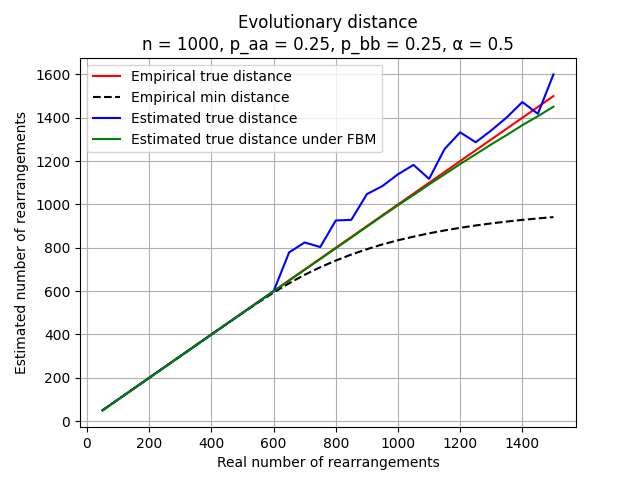 Evolutionary distance
n = 1000, p_aa = 0.25, p_bb = 0.25, α = 0.5
Empirical true distance
Empirical min distance
Estimated true distance
Estimated true distance under FBM
Estimated number of rearrangements
1600
1400
1200
1000
800
600
400
200
0
0 200 400 600 800 1000 1200 1400
Real number of rearrangements